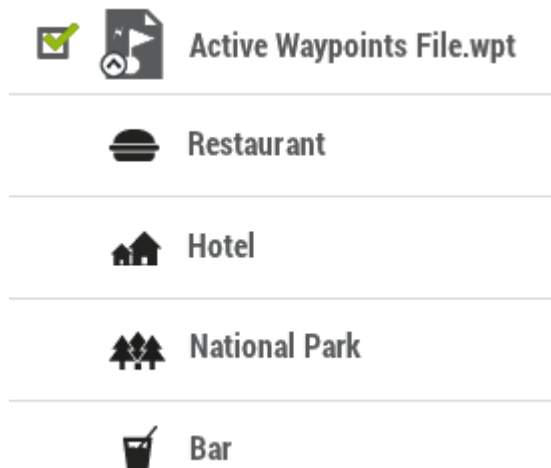 Active Waypoints File.wpt
Restaurant
Hotel
National Park
Bar